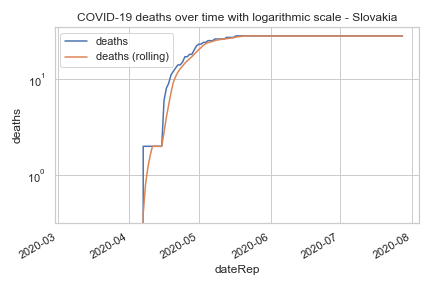 COVID-19 deaths over time with logarithmic scale - Slovakia
deaths
deaths (rolling)
10¹
10⁰
deaths
2020-03
2020-04
2020-05
2020-06
2020-07
2020-08
dateRep